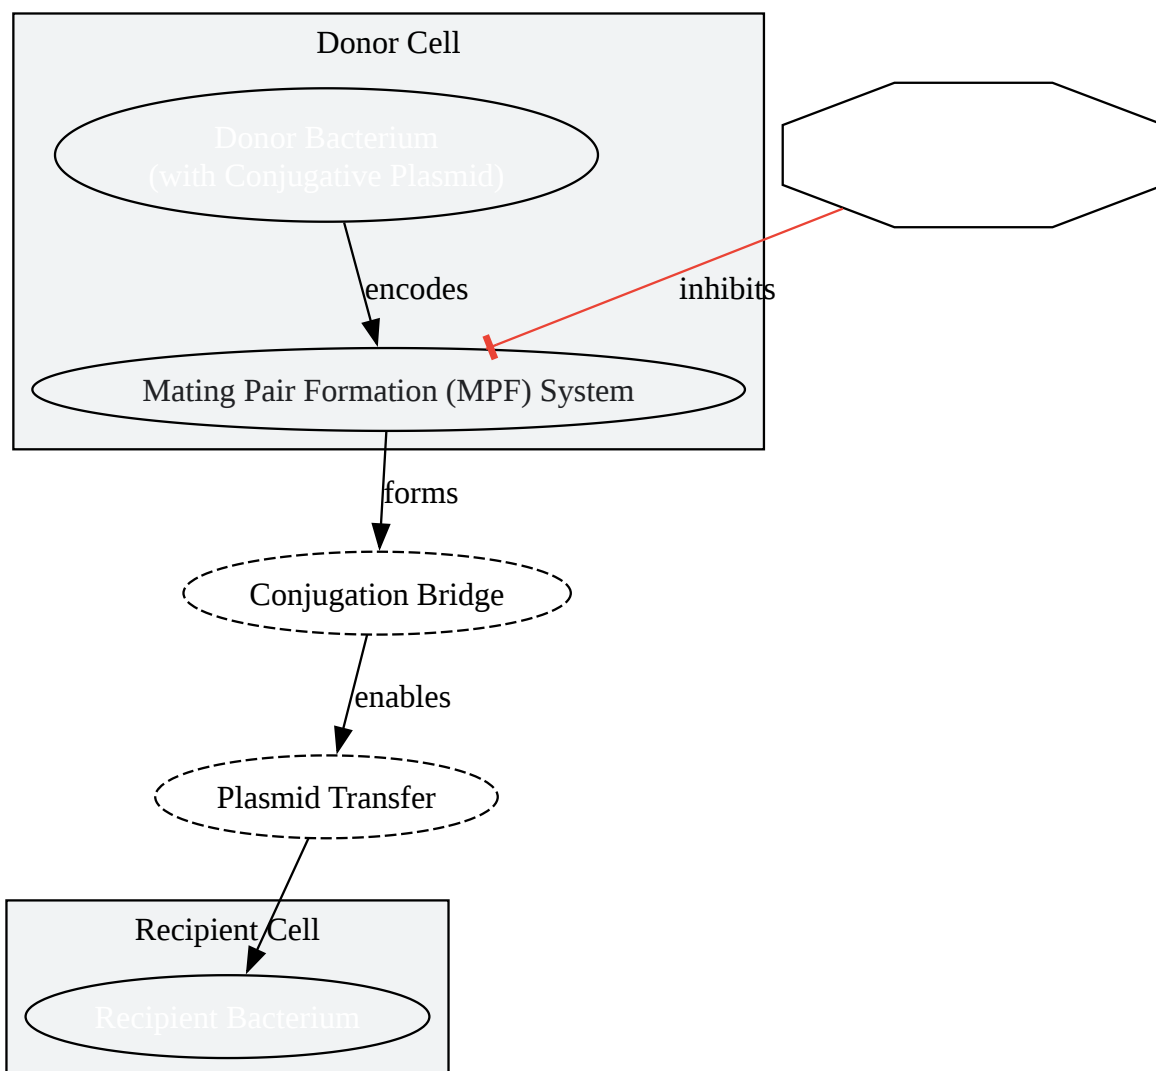 Donor Cell
Donor Bacterium
(with Conjugative Plasmid)
encodes
inhibits
Mating Pair Formation (MPF) System
forms
Conjugation Bridge
enables
Plasmid Transfer
Recipient Cell
Recipient Bacterium